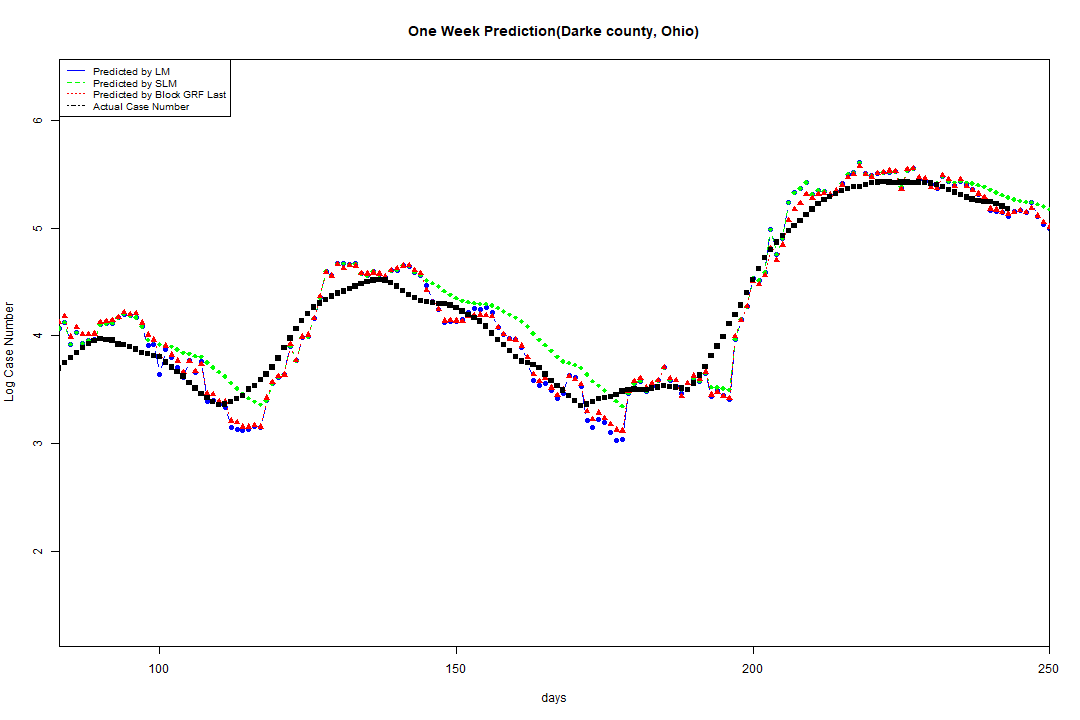 One Week Prediction(Darke county, Ohio)
Predicted by LM
Predicted by SLM
Predicted by Block GRF Last
Actual Case Number
6
5
4
3
2
Log Case Number
100 150 200 250
days